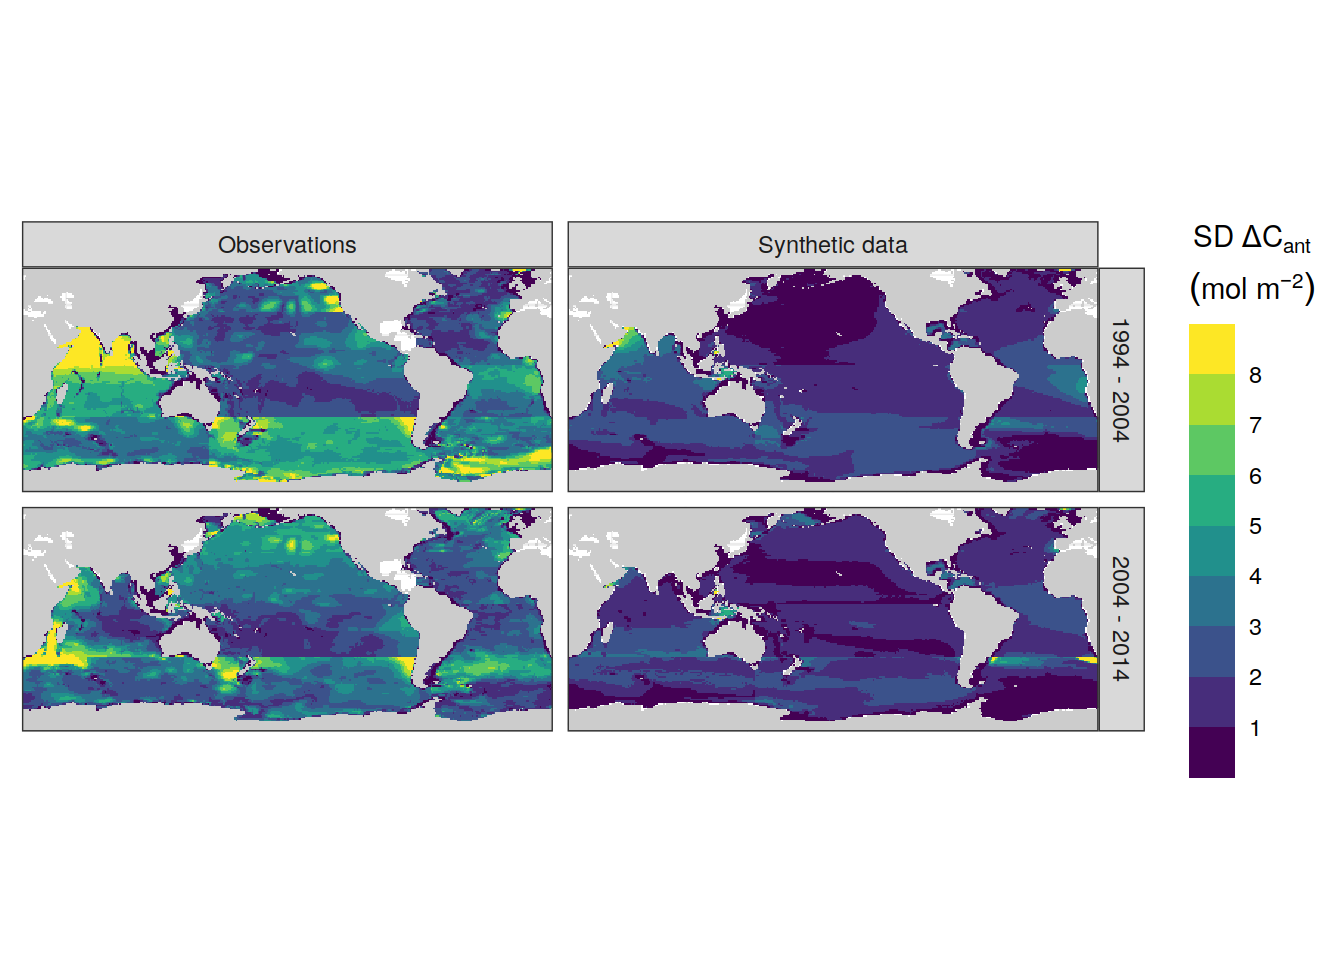 Observations
Synthetic data
SD ΔCant
(mol m−2)
1994 - 2004
2004 - 2014
8
7
6
5
4
3
2
1